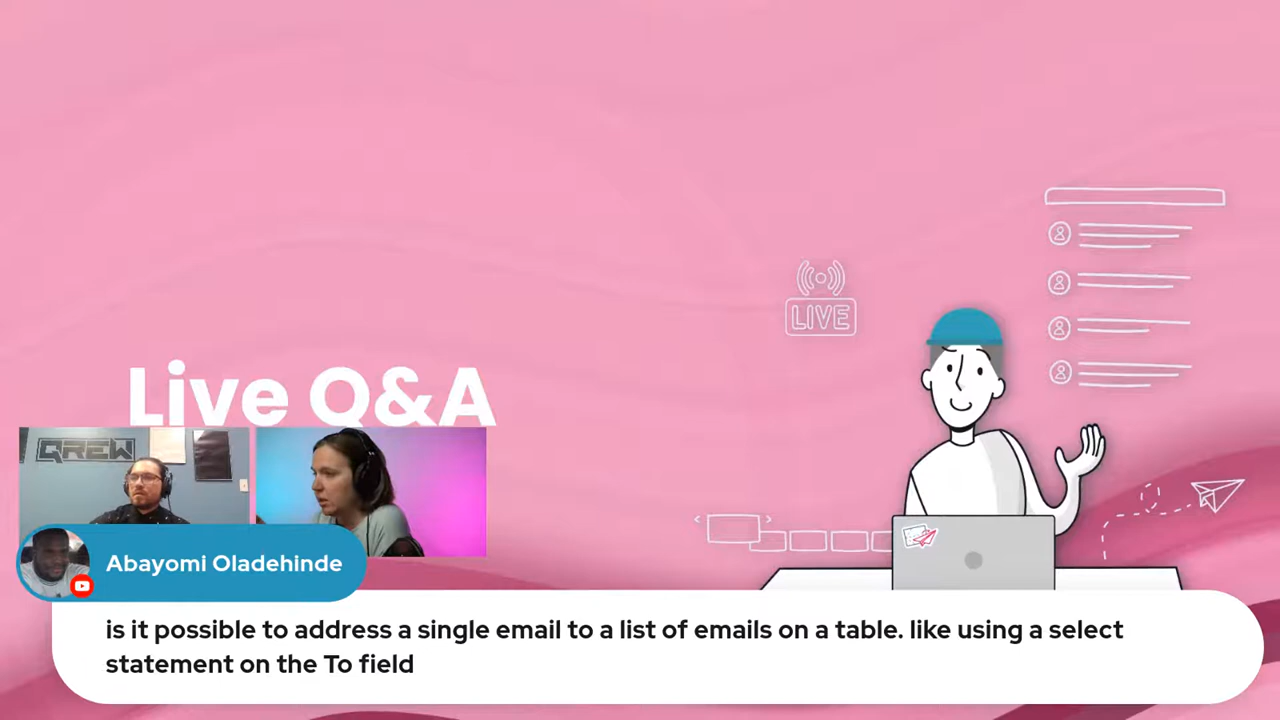 LIVE
Live Q&A
QREW
Abayomi Oladehinde
is it possible to address a single email to a list of emails on a table. like using a select
statement on the To field